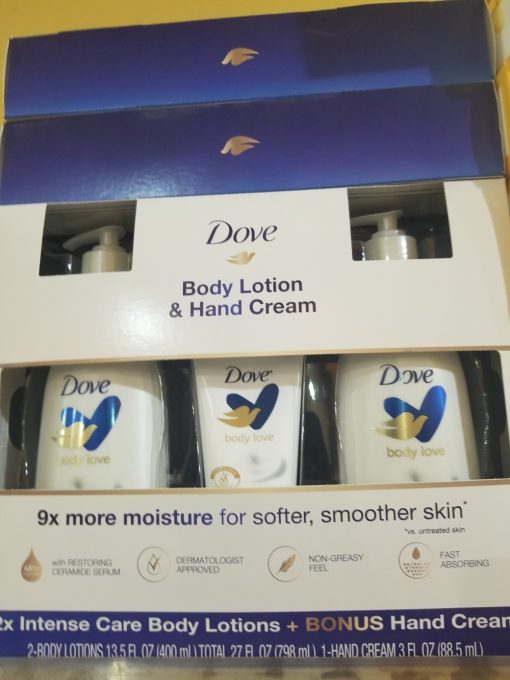 Dove
Body Lotion
& Hand Cream
Dove
body love
Dove
body love
Dove
body love
9x more moisture for softer, smoother skin*
*vs. untreated skin
48HR
with RESTORING
CERAMIDE SERUM
DERMATOLOGIST
APPROVED
NON-GREASY
FEEL
FAST
ABSORBING
2x Intense Care Body Lotions + BONUS Hand Cream
2-BODY LOTIONS 13.5 FL OZ (400 mL) TOTAL 27 FL OZ (798 mL) 1-HAND CREAM 3 FL OZ (88.5 mL)